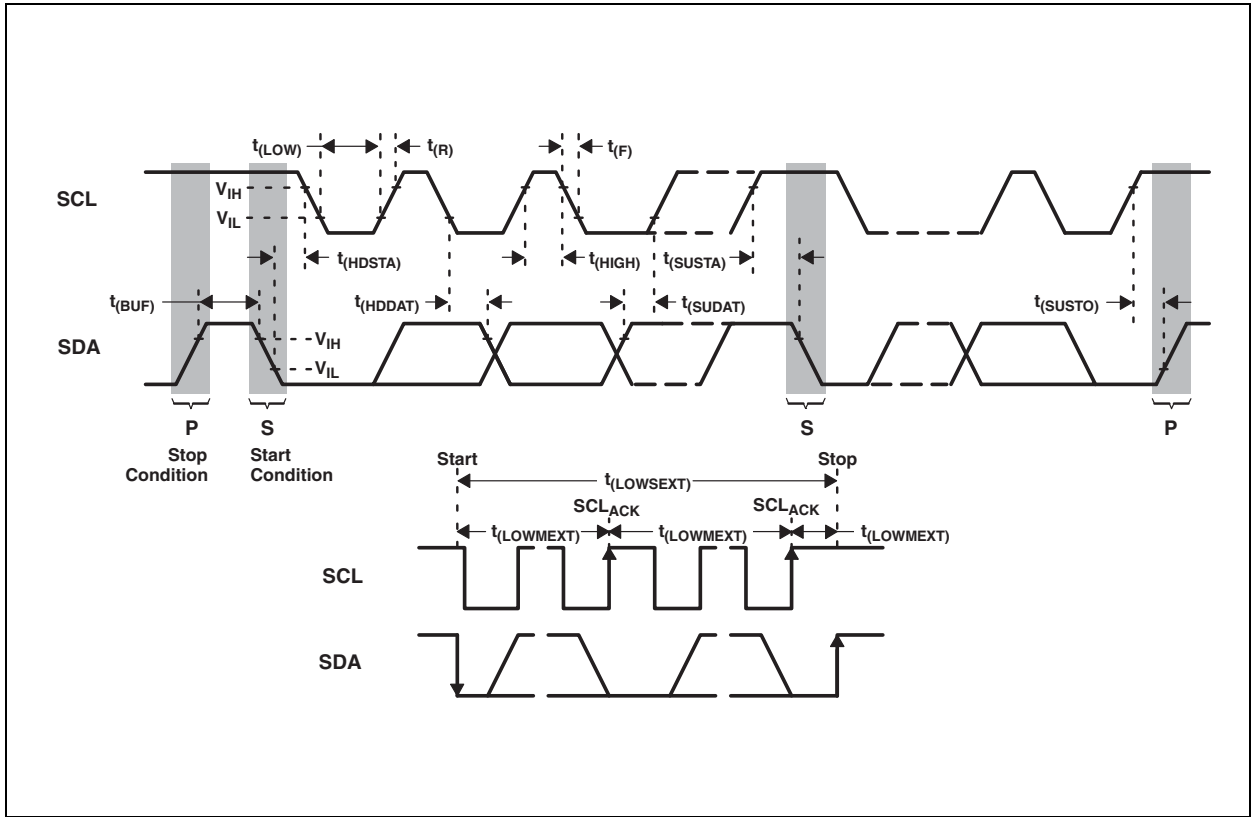 t(LOW) t(R) t(F)
SCL
VIH
VIL
t(HDSTA) t(HIGH) t(SUSTA)
t(BUF) t(HDDAT) t(SUDAT) t(SUSTO)
SDA
VIH
VIL
P S S P
Stop Condition
Start Condition
Start Stop
t(LOWSEXT)
SCLACK SCLACK
t(LOWMEXT) t(LOWMEXT) t(LOWMEXT)
SCL
SDA